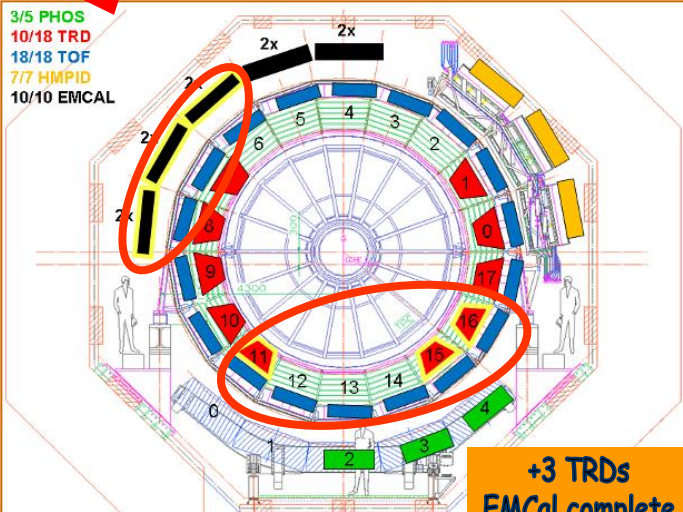 3/5 PHOS
10/18 TRD
18/18 TOF
7/7 HMPID
10/10 EMCAL
2x
2x
2x
2x
2x
4
5
3
6
2
1
8
0
9
17
4300
10
16
11
15
12
13
14
0
1
2
3
4
+3 TRDs
EMCal complete